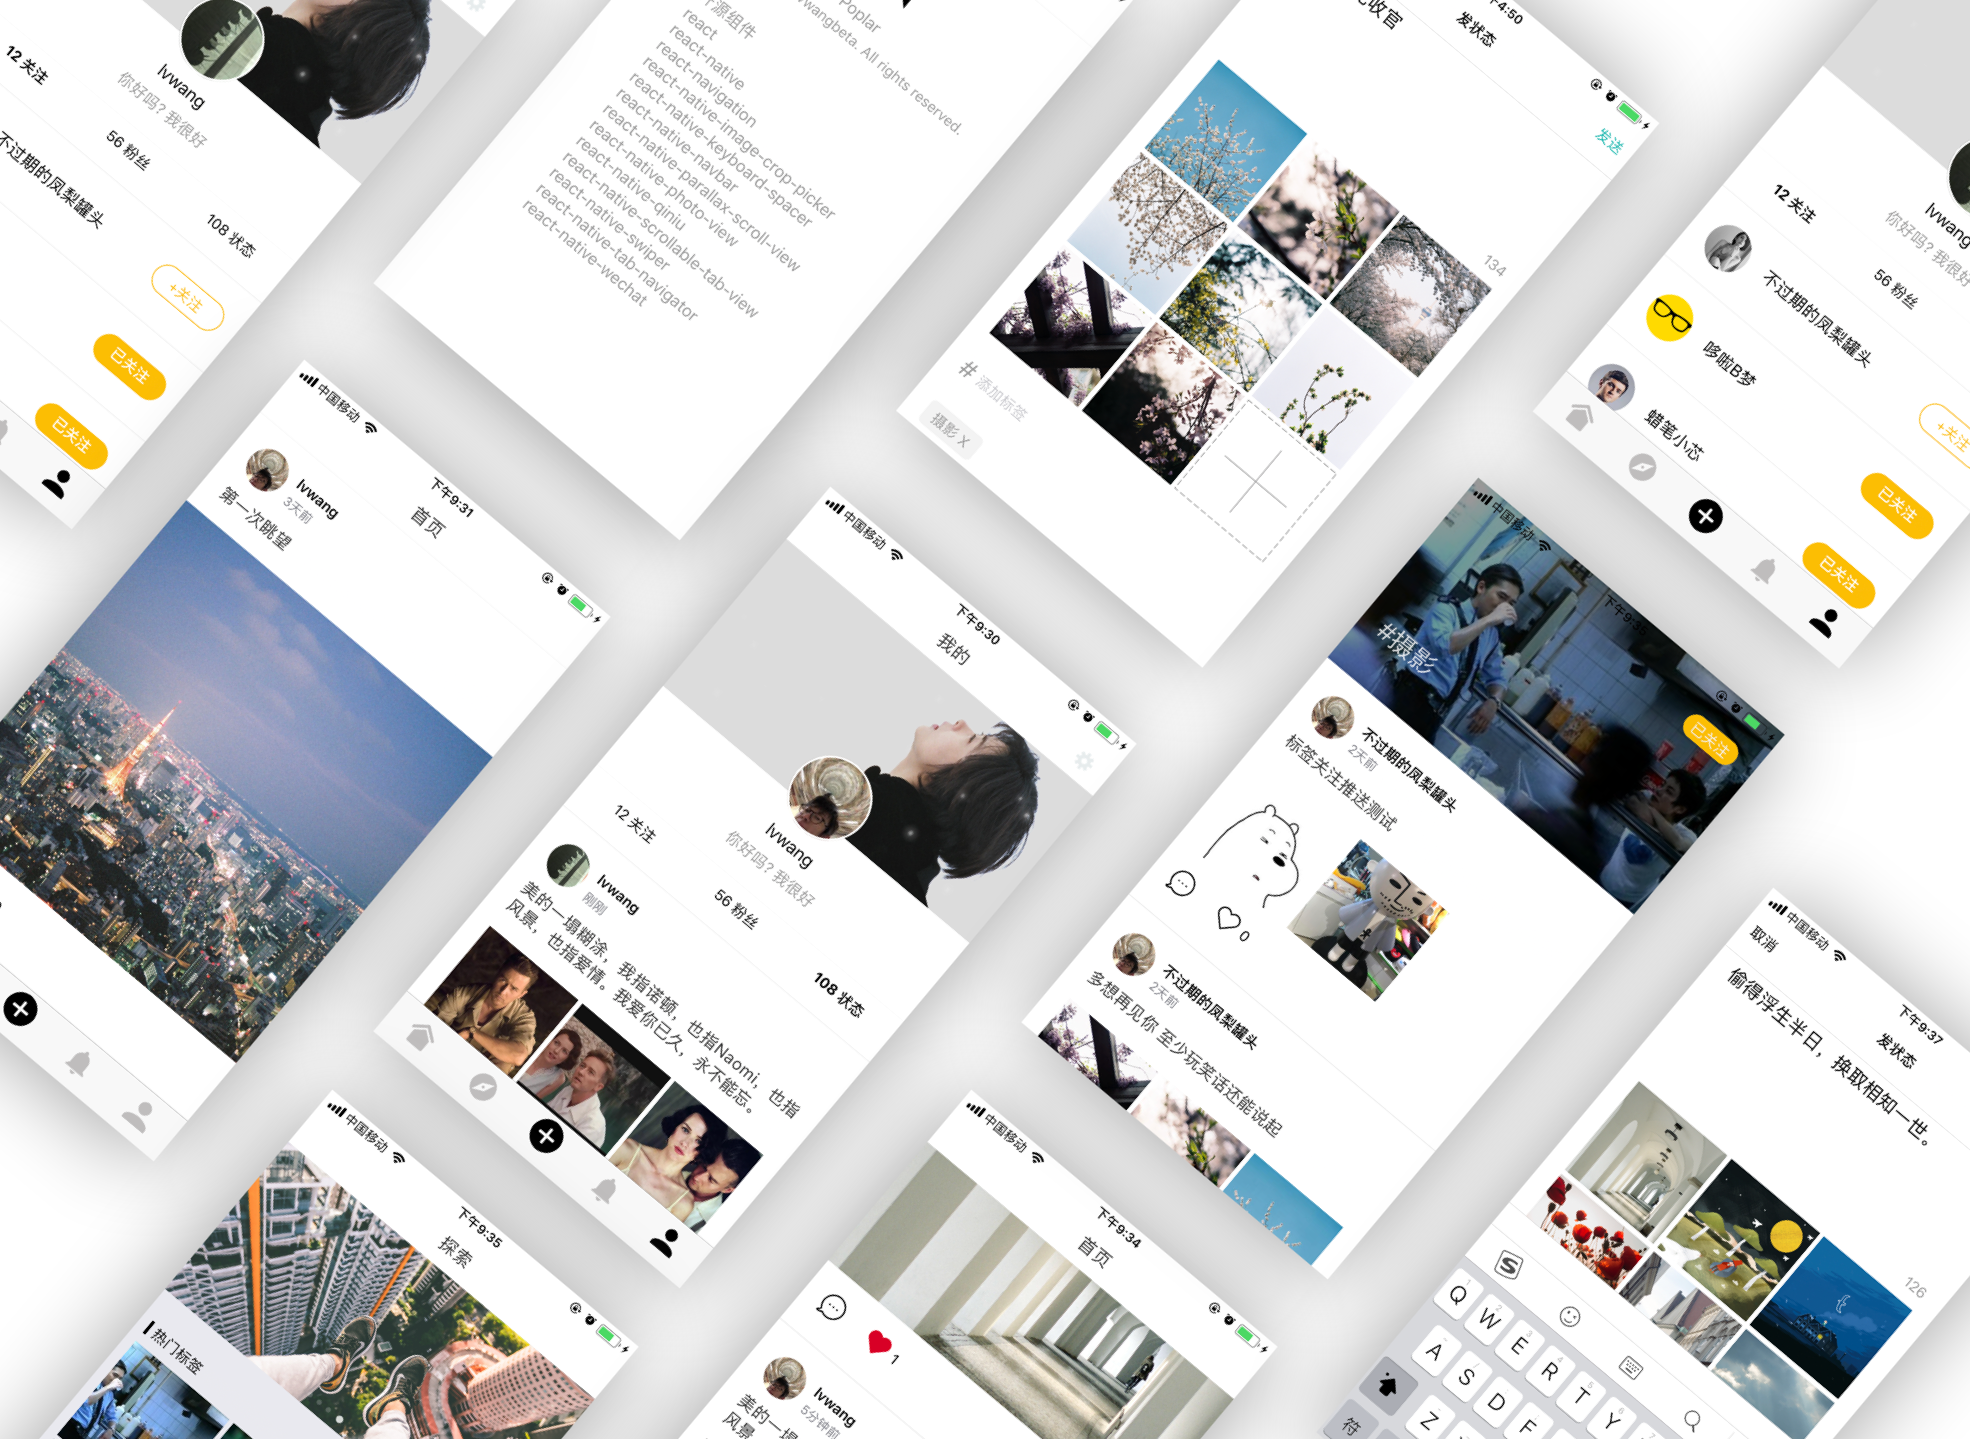 12 关注
lvwang
你好吗? 我很好
56 粉丝
108 状态
不过期的凤梨罐头
+关注
已关注
已关注
Poplar
wangbeta. All rights reserved.
源组件
react
react-native
react-navigation
react-native-image-crop-picker
react-native-keyboard-spacer
react-native-navbar
react-native-parallax-scroll-view
react-native-photo-view
react-native-qiniu
react-native-scrollable-tab-view
react-native-swiper
react-native-tab-navigator
react-native-wechat
午4:50
发状态
发送
收官
134
# 添加标签
摄影 X
12 关注
lvwang
你好吗? 我很
56 粉丝
不过期的凤梨罐头
哆啦B梦
蜡笔小芯
+关注
已关注
已关注
中国移动
下午9:31
首页
lvwang
3天前
第一次眺望
中国移动
下午9:30
我的
lvwang
你好吗? 我很好
12 关注
56 粉丝
108 状态
lvwang
刚刚
美的一塌糊涂，我指诺顿，也指Naomi，也指
风景，也指爱情。我爱你已久，永不能忘。
中国移动
下午9:3
#摄影
已关注
不过期的凤梨罐头
2天前
标签关注推送测试
0
不过期的凤梨罐头
2天前
多想再见你 至少玩笑话还能说起
中国移动
下午9:37
取消
发状态
偷得浮生半日，换取相知一世。
126
Q W E R T Y
A S D F
Z
符
中国移动
下午9:35
探索
热门标签
中国移动
下午9:34
首页
1
lvwang
5分钟前
美的一塌
风景，